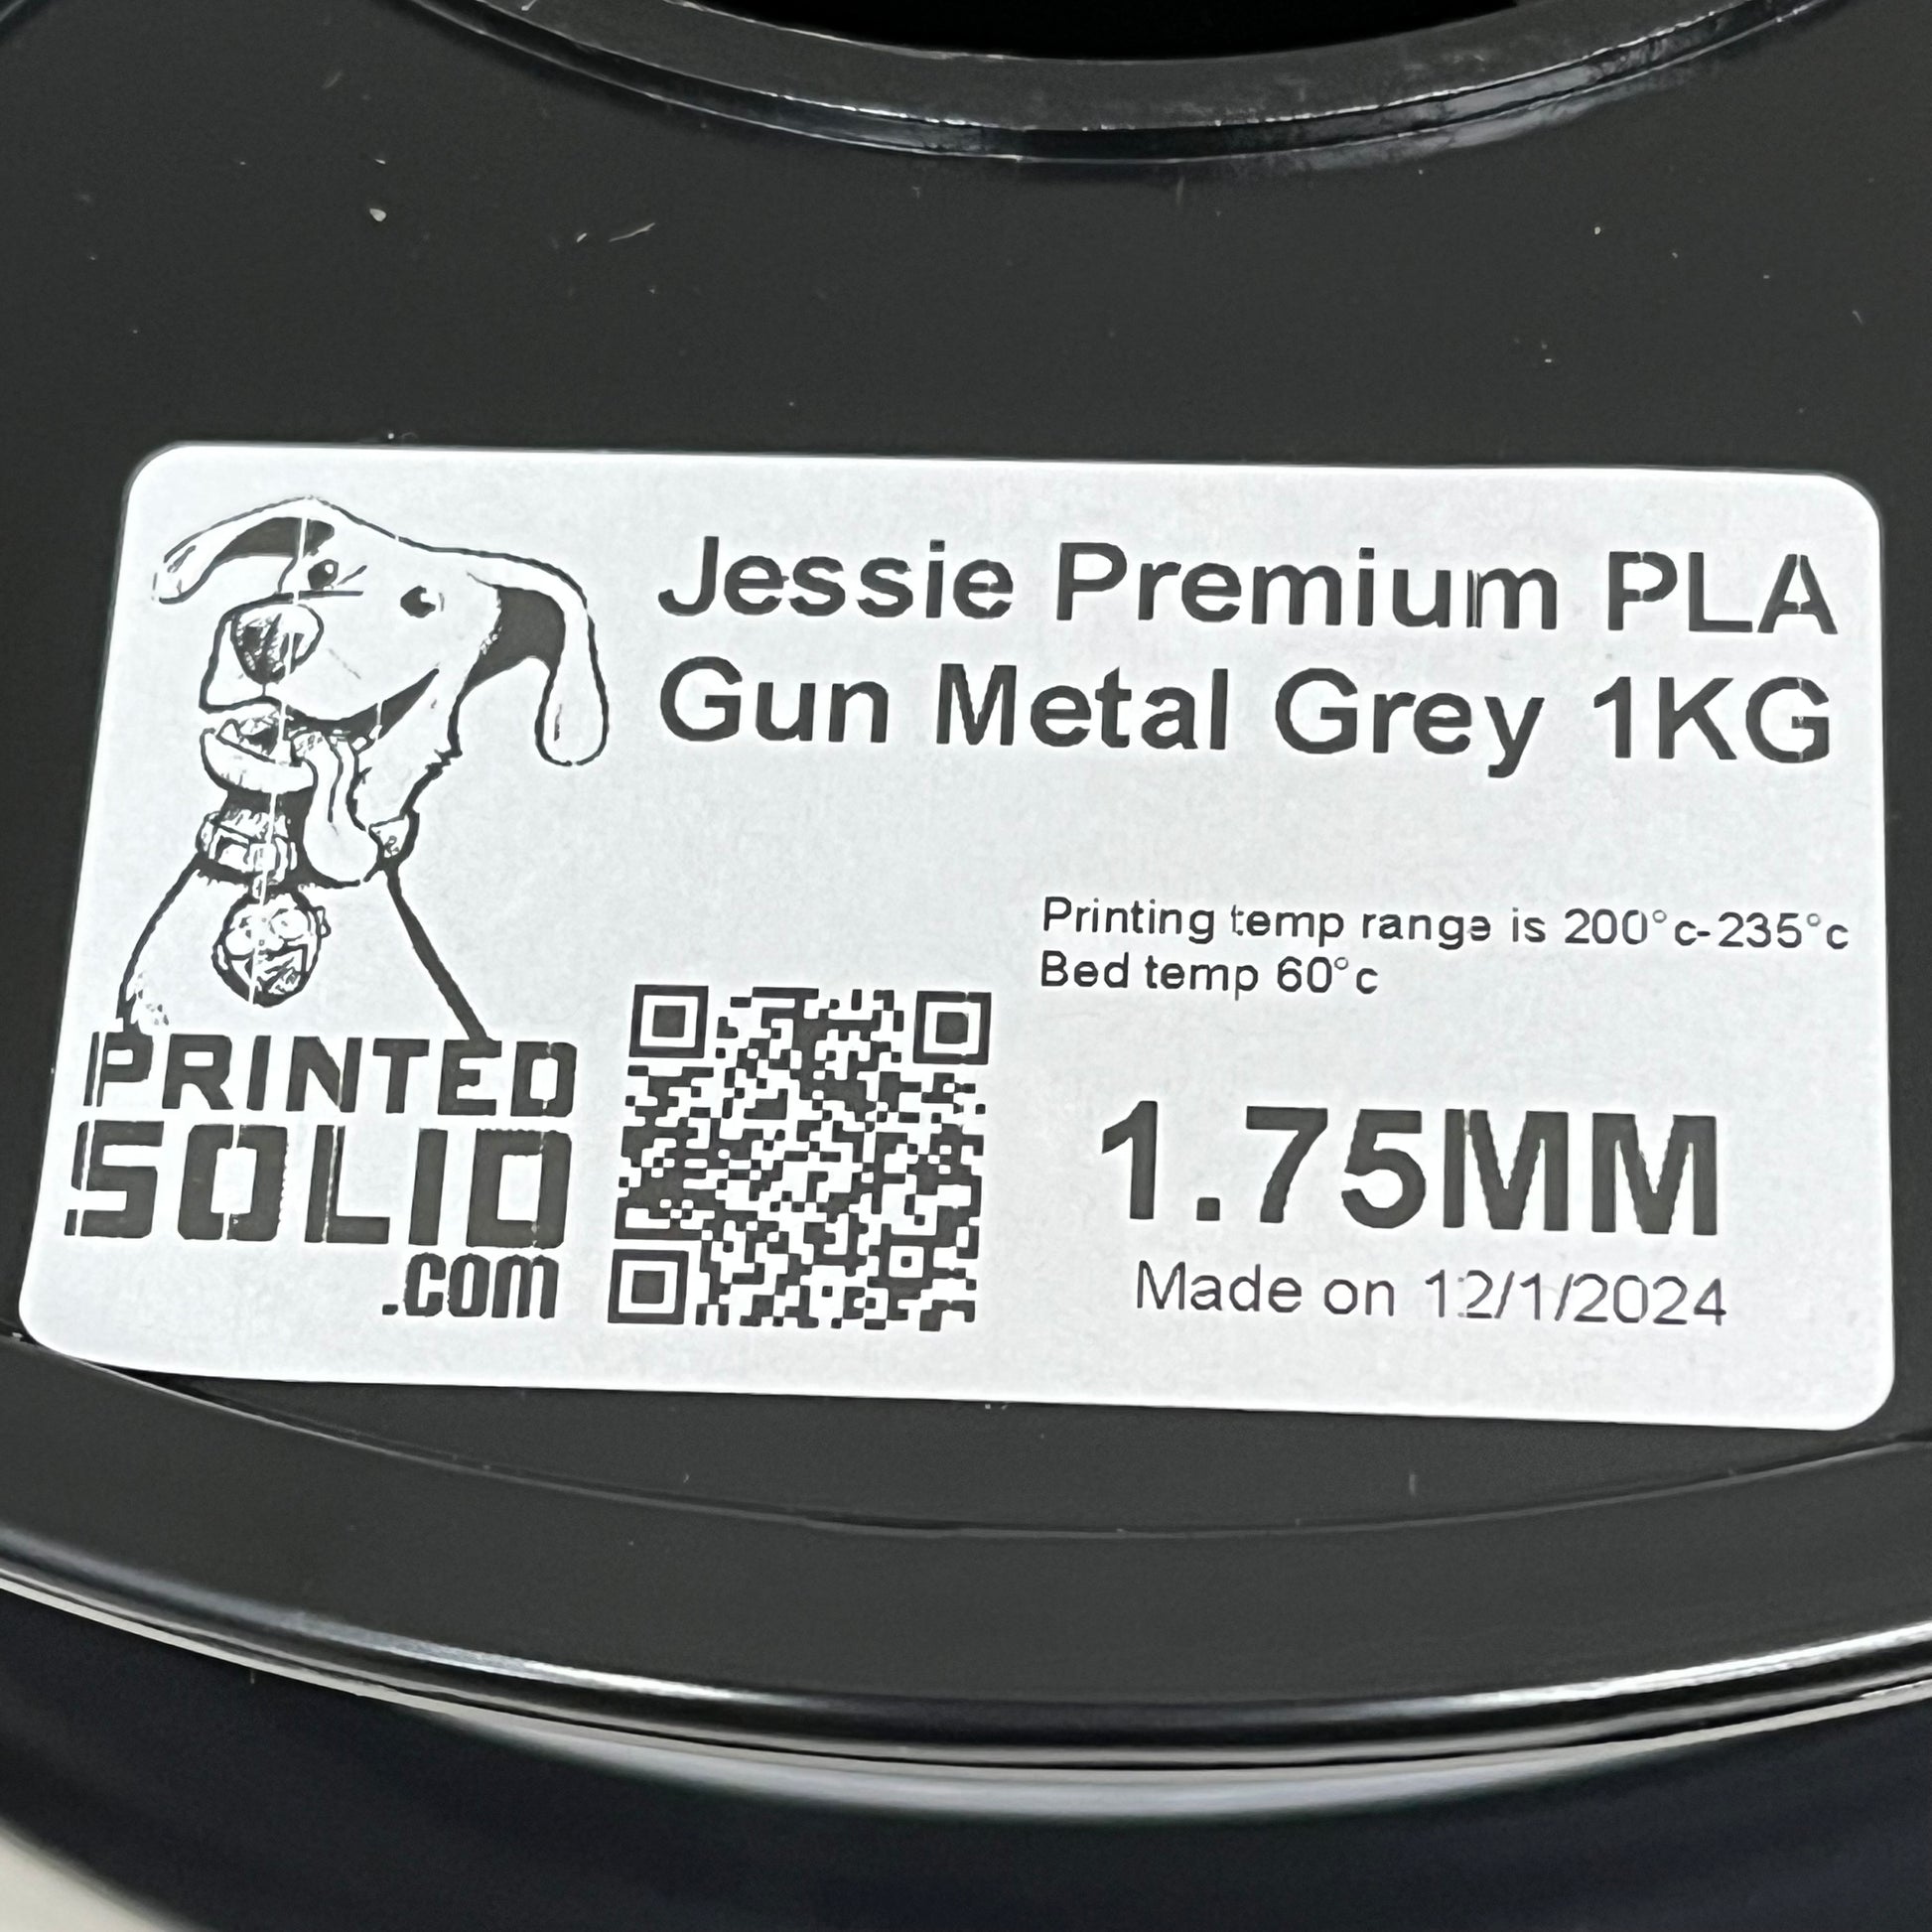 Jessie Premium PLA
Gun Metal Grey 1KG
Printing temp range is 200°c-235°c
Bed temp 60°c
PRINTED
SOLID
.com
1.75MM
Made on 12/1/2024